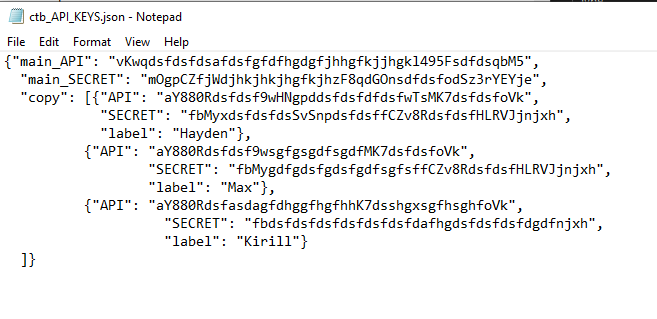 ctb_API_KEYS.json - Notepad
File Edit Format View Help
{"main_API": "vKwqdsfdsfdsafdsfgfdfhgdgfjhhgfkjjhgkl495FsdfdsqbM5",
"main_SECRET": "mOgpCZfjWdjhkjhkjhgfkjhzF8qdGOnsdfdsfodSz3rYEYje",
"copy": [{"API": "aY880Rdsfdsf9wHNgpddsfdsfdfdsfwTsMK7dsfdsfoVk",
"SECRET": "fbMyxdsfdsfdsSvSnpdsfdsffCZv8RdsfdsfHLRVJjnjxh",
"label": "Hayden"},
{"API": "aY880Rdsfdsf9wsgfgsgdfsgdfMK7dsfdsfoVk",
"SECRET": "fbMygdfgdsfgdsfgdfsgfsffCZv8RdsfdsfHLRVJjnjxh",
"label": "Max"},
{"API": "aY880RdsfasdagfdhggfhgfhhK7dsshgxsgfhsghfoVk",
"SECRET": "fbdsfdsfdsfdsfdsfdsfdafhgdsfdsfdsfdgdfnjxh",
"label": "Kirill"}
]}